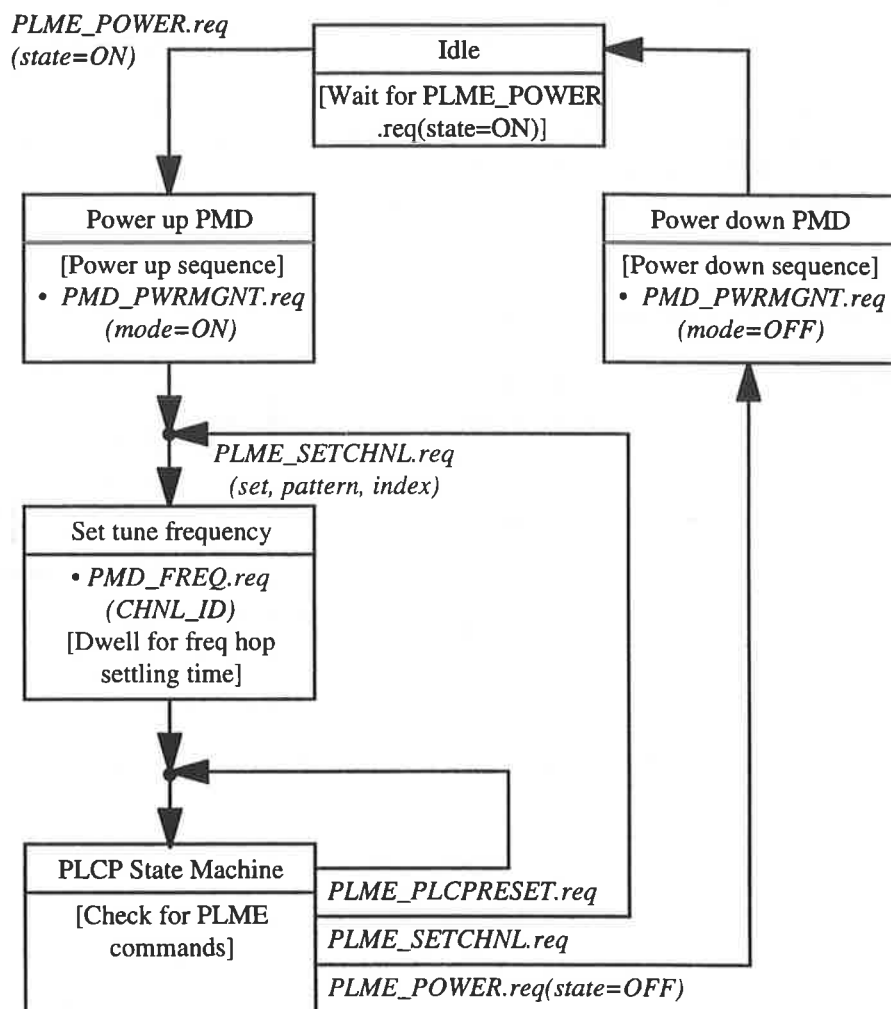 PLME_POWER.req
(state=ON)
Idle
[Wait for PLME_POWER
.req(state=ON)]
Power up PMD
[Power up sequence]
• PMD_PWRMGNT.req
(mode=ON)
Power down PMD
[Power down sequence]
• PMD_PWRMGNT.req
(mode=OFF)
PLME_SETCHNL.req
(set, pattern, index)
Set tune frequency
• PMD_FREQ.req
(CHNL_ID)
[Dwell for freq hop
settling time]
PLCP State Machine
[Check for PLME
commands]
PLME_PLCPRESET.req
PLME_SETCHNL.req
PLME_POWER.req(state=OFF)